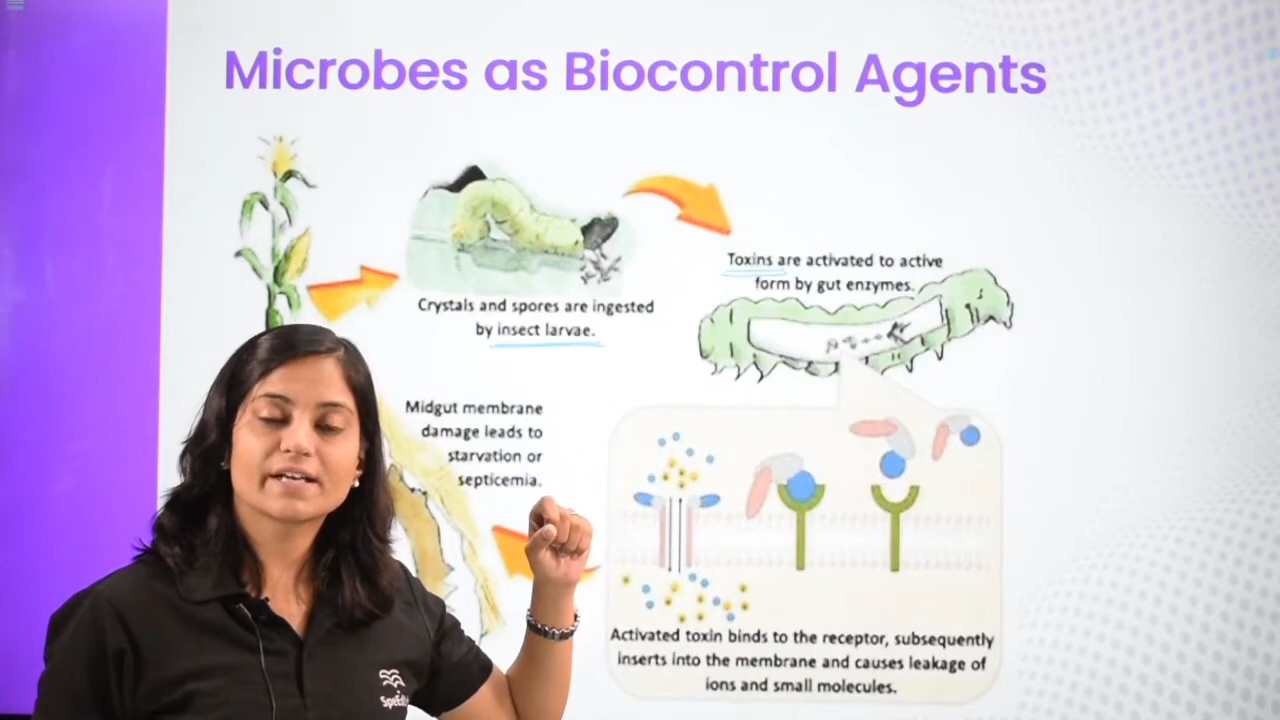 Microbes as Biocontrol Agents
Crystals and spores are ingested
by insect larvae.
Toxins are activated to active
form by gut enzymes.
Midgut membrane
damage leads to
starvation or
septicemia.
Activated toxin binds to the receptor, subsequently
inserts into the membrane and causes leakage of
ions and small molecules.